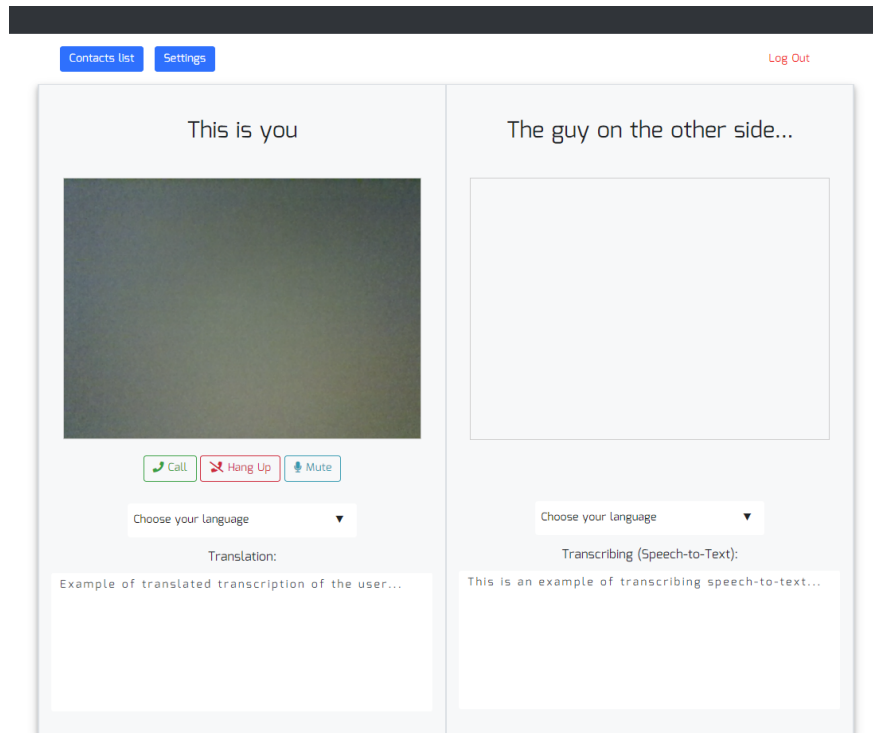 Contacts list
Settings
Log Out
This is you
The guy on the other side...
Call
Hang Up
Mute
Choose your language
Choose your language
Translation:
Transcribing (Speech-to-Text):
Example of translated transcription of the user...
This is an example of transcribing speech-to-text...